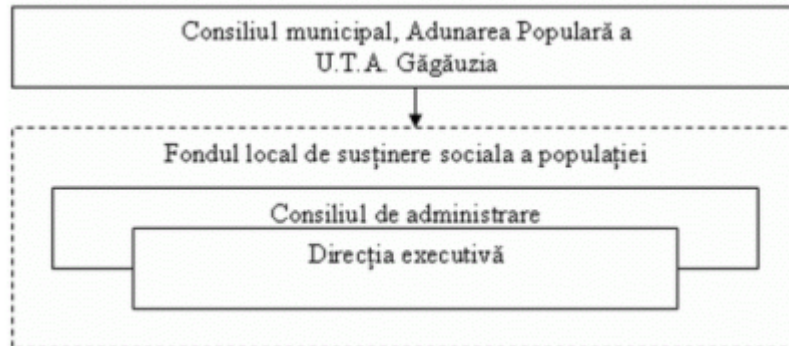 Consiliul municipal, Adunarea Populară a
U.T.A. Găgăuzia
Fondul local de susținere sociala a populației
Consiliul de administrare
Direcția executivă